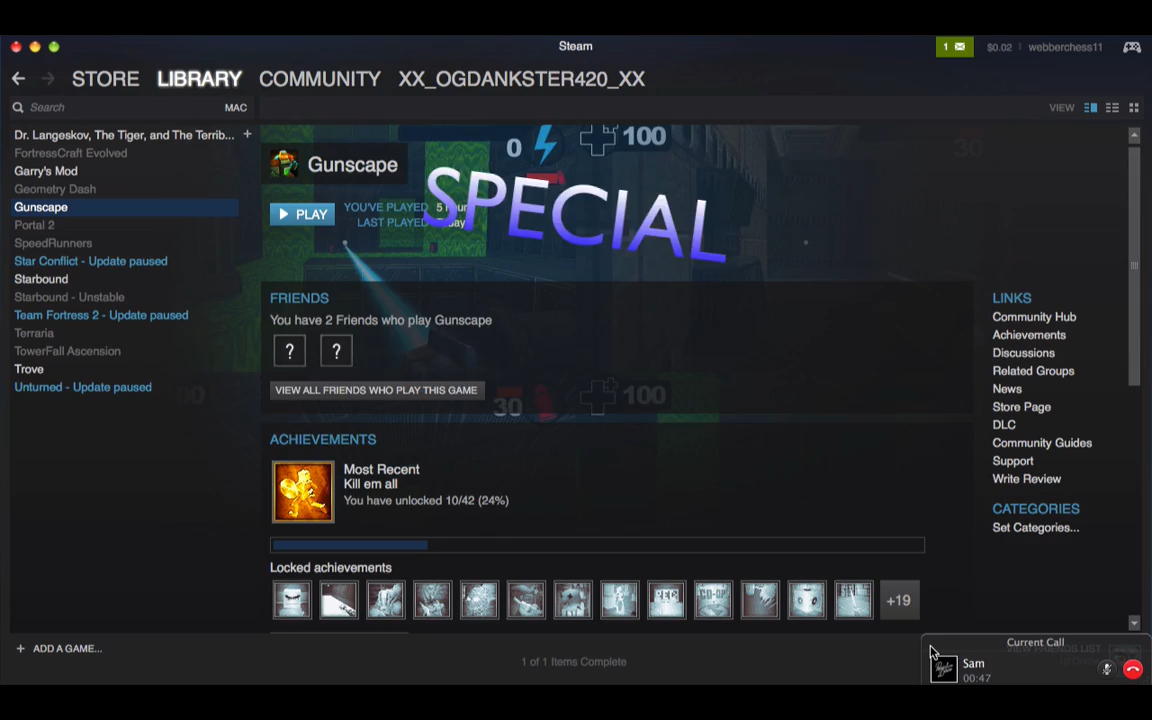 Steam
1
$0.02
webberchess11
STORE LIBRARY COMMUNITY XX_OGDANKSTER420_XX
Search
MAC
VIEW
Dr. Langeskov, The Tiger, and The Terrib...
FortressCraft Evolved
Garry's Mod
Geometry Dash
Gunscape
Portal 2
SpeedRunners
Star Conflict - Update paused
Starbound
Starbound - Unstable
Team Fortress 2 - Update paused
Terraria
TowerFall Ascension
Trove
Unturned - Update paused
0
100
30
Gunscape
SPECIAL
PLAY
YOU'VE PLAYED
LAST PLAYED
FRIENDS
You have 2 Friends who play Gunscape
? ?
VIEW ALL FRIENDS WHO PLAY THIS GAME
30
100
ACHIEVEMENTS
Most Recent
Kill em all
You have unlocked 10/42 (24%)
Locked achievements
CO-OP
+19
LINKS
Community Hub
Achievements
Discussions
Related Groups
News
Store Page
DLC
Community Guides
Support
Write Review
CATEGORIES
Set Categories...
+ ADD A GAME...
1 of 1 Items Complete
VIEW FRIENDS LIST
Current Call
Sam
00:47